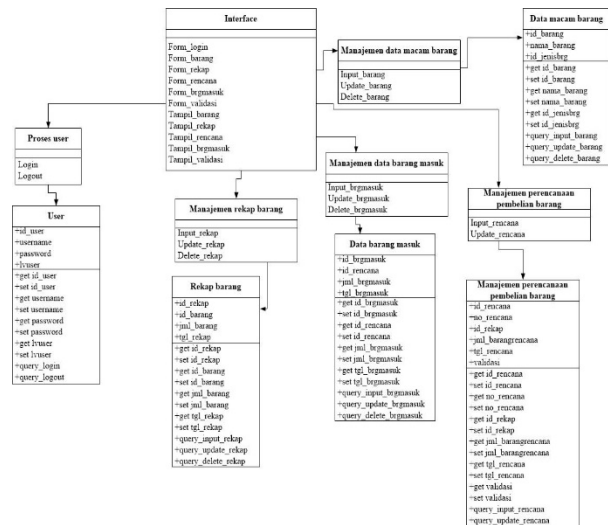 Interface
Form_login
Form_barang
Form_rekap
Form_rencana
Form_brgmasuk
Form_validasi
Tampil_barang
Tampil_rekap
Tampil_rencana
Tampil_brgmasuk
Tampil_validasi
Manajemen data macam barang
Input_barang
Update_barang
Delete_barang
Data macam barang
+id_barang
+nama_barang
+id_jenisbrg
+get id_barang
+set id_barang
+get nama_barang
+set nama_barang
+get id_jenisbrg
+set id_jenisbrg
+query_input_barang
+query_update_barang
+query_delete_barang
Proses user
Login
Logout
User
+id_user
+username
+password
+lvuser
+get id_user
+set id_user
+get username
+set username
+get password
+set password
+get lvuser
+set lvuser
+query_login
+query_logout
Manajemen rekap barang
Input_rekap
Update_rekap
Delete_rekap
Rekap barang
+id_rekap
+id_barang
+jml_barang
+tgl_rekap
+get id_rekap
+set id_rekap
+get id_barang
+set id_barang
+get jml_barang
+set jml_barang
+get tgl_rekap
+set tgl_rekap
+query_input_rekap
+query_update_rekap
+query_delete_rekap
Manajemen data barang masuk
Input_brgmasuk
Update_brgmasuk
Delete_brgmasuk
Data barang masuk
+id_brgmasuk
+id_rencana
+jml_brgmasuk
+tgl_brgmasuk
+get id_brgmasuk
+set id_brgmasuk
+get id_rencana
+set id_rencana
+get jml_brgmasuk
+set jml_brgmasuk
+get tgl_brgmasuk
+set tgl_brgmasuk
+query_input_brgmasuk
+query_update_brgmasuk
+query_delete_brgmasuk
Manajemen perencanaan
pembelian barang
Input_rencana
Update_rencana
Manajemen perencanaan
pembelian barang
+id_rencana
+no_rencana
+id_rekap
+jml_barangrencana
+tgl_rencana
+validasi
+get id_rencana
+set id_rencana
+get no_rencana
+set no_rencana
+get id_rekap
+set id_rekap
+get jml_barangrencana
+set jml_barangrencana
+get tgl_rencana
+set tgl_rencana
+get validasi
+set validasi
+query_input_rencana
+query_update_rencana